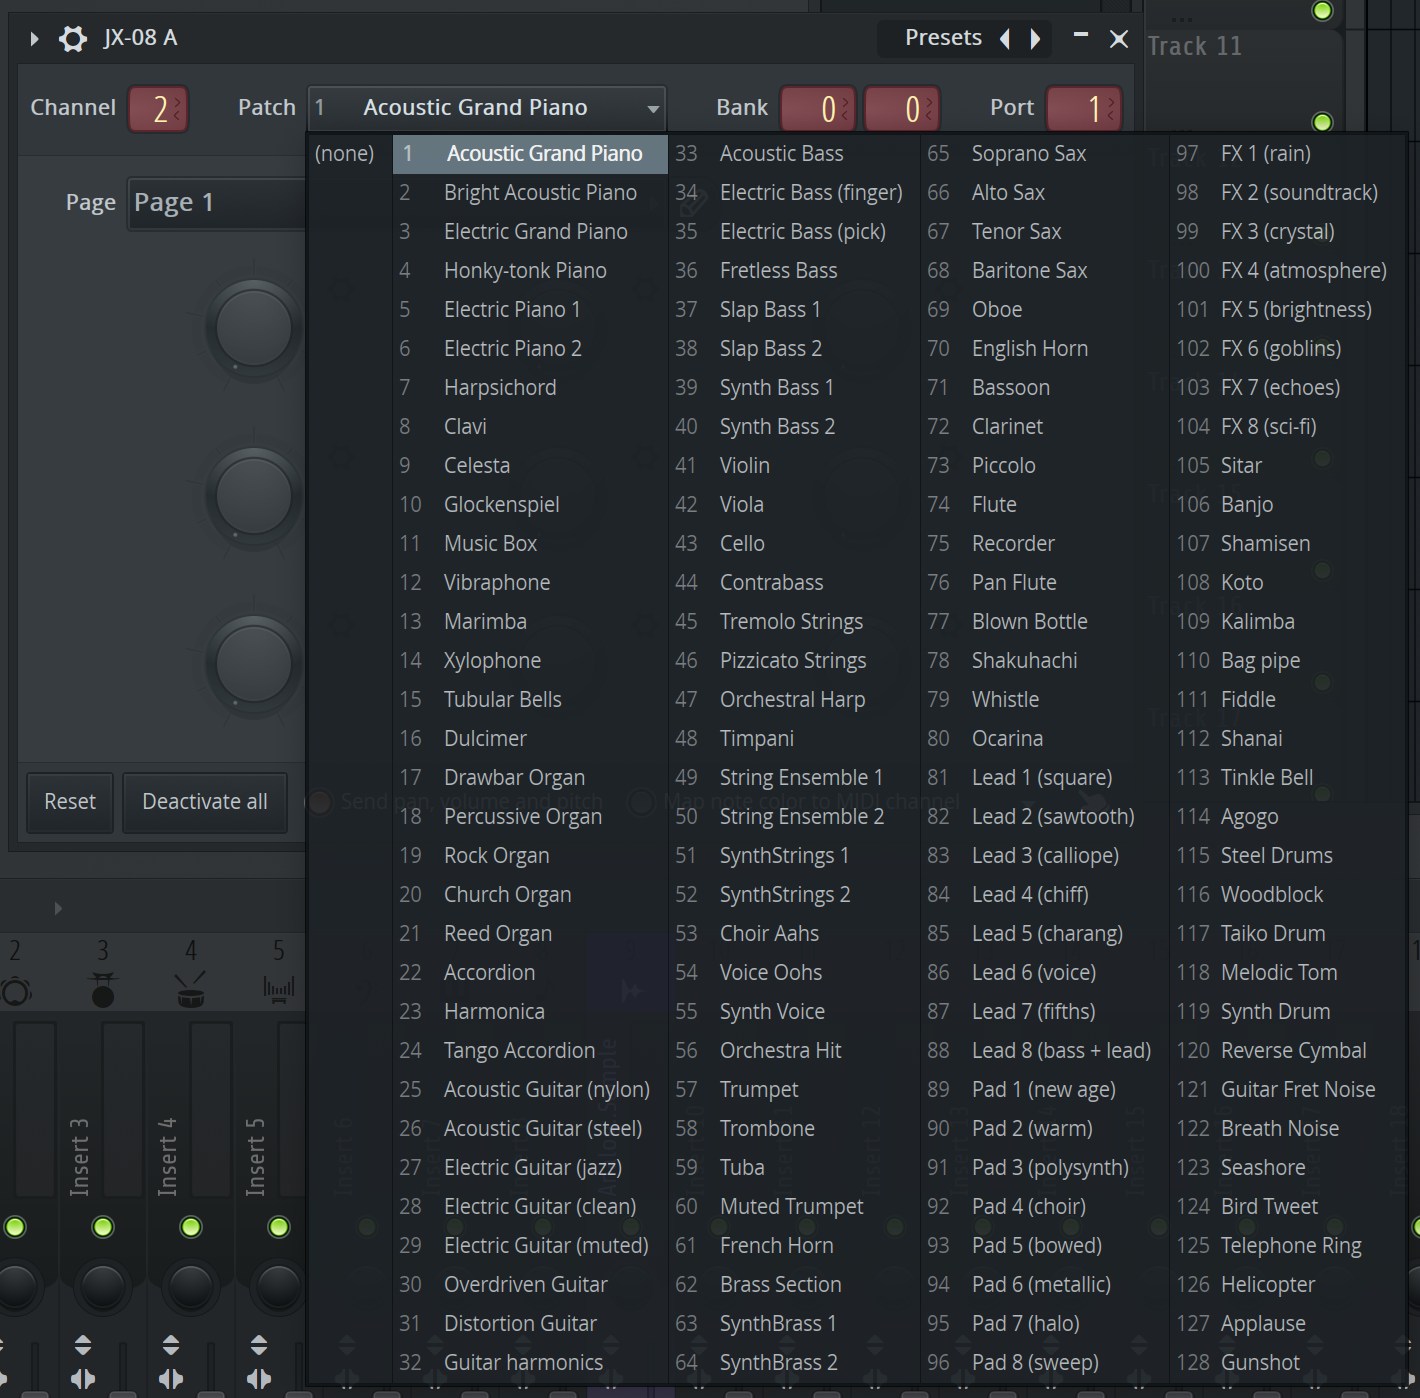 JX-08 A
Presets
Track 11
Channel 2 Patch 1 Acoustic Grand Piano Bank 0 0 Port 1
Page Page 1
(none)
1 Acoustic Grand Piano
2 Bright Acoustic Piano
3 Electric Grand Piano
4 Honky-tonk Piano
5 Electric Piano 1
6 Electric Piano 2
7 Harpsichord
8 Clavi
9 Celesta
10 Glockenspiel
11 Music Box
12 Vibraphone
13 Marimba
14 Xylophone
15 Tubular Bells
16 Dulcimer
17 Drawbar Organ
18 Percussive Organ
19 Rock Organ
20 Church Organ
21 Reed Organ
22 Accordion
23 Harmonica
24 Tango Accordion
25 Acoustic Guitar (nylon)
26 Acoustic Guitar (steel)
27 Electric Guitar (jazz)
28 Electric Guitar (clean)
29 Electric Guitar (muted)
30 Overdriven Guitar
31 Distortion Guitar
32 Guitar harmonics
33 Acoustic Bass
34 Electric Bass (finger)
35 Electric Bass (pick)
36 Fretless Bass
37 Slap Bass 1
38 Slap Bass 2
39 Synth Bass 1
40 Synth Bass 2
41 Violin
42 Viola
43 Cello
44 Contrabass
45 Tremolo Strings
46 Pizzicato Strings
47 Orchestral Harp
48 Timpani
49 String Ensemble 1
50 String Ensemble 2
51 SynthStrings 1
52 SynthStrings 2
53 Choir Aahs
54 Voice Oohs
55 Synth Voice
56 Orchestra Hit
57 Trumpet
58 Trombone
59 Tuba
60 Muted Trumpet
61 French Horn
62 Brass Section
63 SynthBrass 1
64 SynthBrass 2
65 Soprano Sax
66 Alto Sax
67 Tenor Sax
68 Baritone Sax
69 Oboe
70 English Horn
71 Bassoon
72 Clarinet
73 Piccolo
74 Flute
75 Recorder
76 Pan Flute
77 Blown Bottle
78 Shakuhachi
79 Whistle
80 Ocarina
81 Lead 1 (square)
82 Lead 2 (sawtooth)
83 Lead 3 (calliope)
84 Lead 4 (chiff)
85 Lead 5 (charang)
86 Lead 6 (voice)
87 Lead 7 (fifths)
88 Lead 8 (bass + lead)
89 Pad 1 (new age)
90 Pad 2 (warm)
91 Pad 3 (polysynth)
92 Pad 4 (choir)
93 Pad 5 (bowed)
94 Pad 6 (metallic)
95 Pad 7 (halo)
96 Pad 8 (sweep)
97 FX 1 (rain)
98 FX 2 (soundtrack)
99 FX 3 (crystal)
100 FX 4 (atmosphere)
101 FX 5 (brightness)
102 FX 6 (goblins)
103 FX 7 (echoes)
104 FX 8 (sci-fi)
105 Sitar
106 Banjo
107 Shamisen
108 Koto
109 Kalimba
110 Bag pipe
111 Fiddle
112 Shanai
113 Tinkle Bell
114 Agogo
115 Steel Drums
116 Woodblock
117 Taiko Drum
118 Melodic Tom
119 Synth Drum
120 Reverse Cymbal
121 Guitar Fret Noise
122 Breath Noise
123 Seashore
124 Bird Tweet
125 Telephone Ring
126 Helicopter
127 Applause
128 Gunshot
Reset Deactivate all
Send pan, volume and pitch
Map note color to MIDI channel
2 3 4 5
Insert 3
Insert 4
Insert 5